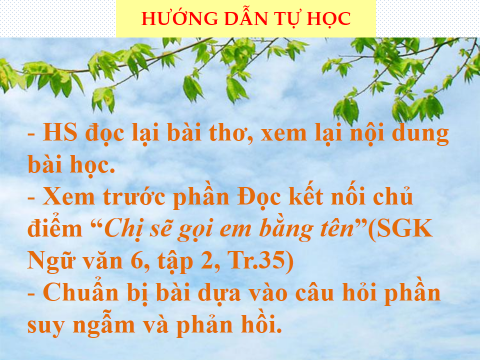 HƯỚNG DẪN TỰ HỌC
- HS đọc lại bài thơ, xem lại nội dung
bài học.
- Xem trước phần Đọc kết nối chủ
điểm “Chị sẽ gọi em bằng tên”(SGK
Ngữ văn 6, tập 2, Tr.35)
- Chuẩn bị bài dựa vào câu hỏi phần
suy ngẫm và phản hồi.